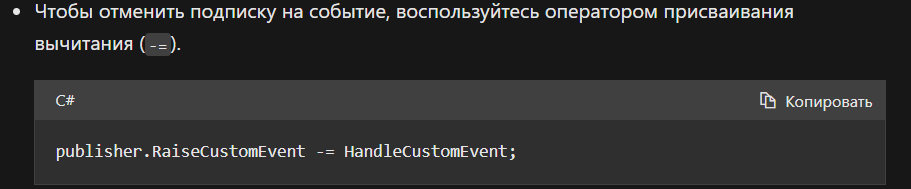 • Чтобы отменить подписку на событие, воспользуйтесь оператором присваивания
вычитания (-=).
C#
Копировать
publisher.RaiseCustomEvent -= HandleCustomEvent;